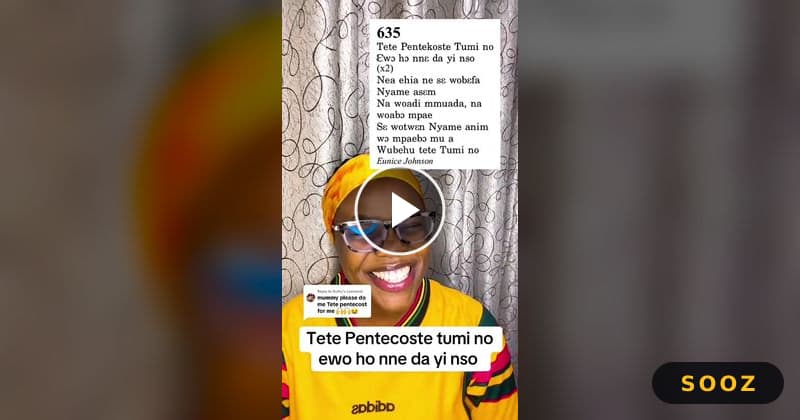 635
Tete Pentekoste Tumi no
Ɛwɔ hɔ nnɛ da yi nso
(x2)
Nea ehia ne sɛ wobɛfa
Nyame asɛm
Na woadi mmuada, na
woabɔ mpae
Sɛ wotwɛn Nyame anim
wɔ mpaebɔ mu a
Wubehu tete Tumi no
Eunice Johnson
mummy please do
me Tete pentecost
for me 🙌🙌😭
Tete Pentecoste tumi no
ewo ho nne da yi nso
adidas
SOOZ